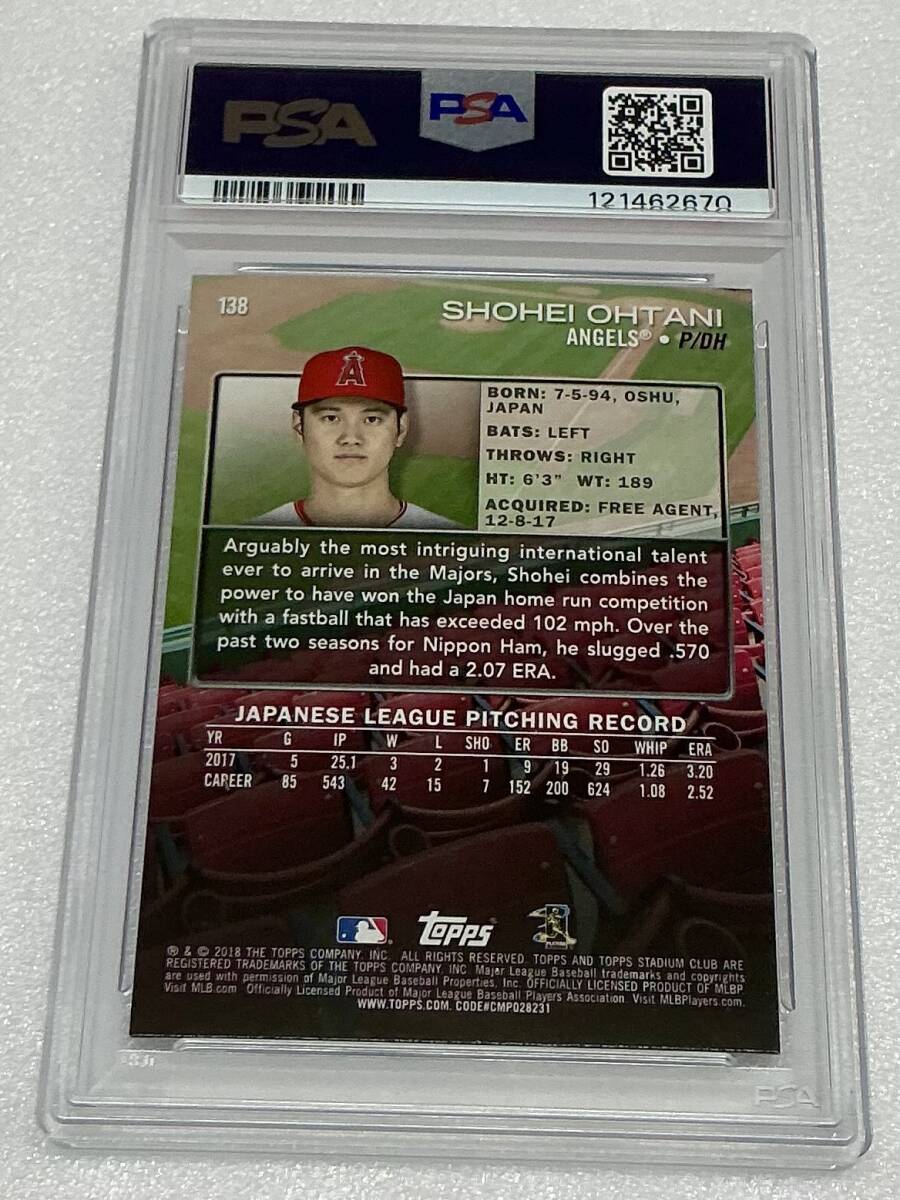 PSA
PSA
121462670
138
SHOHEI OHTANI
ANGELS® • P/DH
A
BORN: 7-5-94, OSHU,
JAPAN
BATS: LEFT
THROWS: RIGHT
HT: 6'3" WT: 189
ACQUIRED: FREE AGENT,
12-8-17
Arguably the most intriguing international talent
ever to arrive in the Majors, Shohei combines the
power to have won the Japan home run competition
with a fastball that has exceeded 102 mph. Over the
past two seasons for Nippon Ham, he slugged .570
and had a 2.07 ERA.
JAPANESE LEAGUE PITCHING RECORD
YR G IP W L SHO ER BB SO WHIP ERA
2017 5 25.1 3 2 1 9 19 29 1.26 3.20
CAREER 85 543 42 15 7 152 200 624 1.08 2.52
topps
® & © 2018 THE TOPPS COMPANY, INC. ALL RIGHTS RESERVED. TOPPS AND TOPPS STADIUM CLUB ARE
REGISTERED TRADEMARKS OF THE TOPPS COMPANY, INC. Major League Baseball trademarks and copyrights
are used with permission of Major League Baseball Properties, Inc. OFFICIALLY LICENSED PRODUCT OF MLBP
Visit MLB.com Officially Licensed Product of Major League Baseball Players Association. Visit MLBPlayers.com.
WWW.TOPPS.COM. CODE#CMP028231
PSA